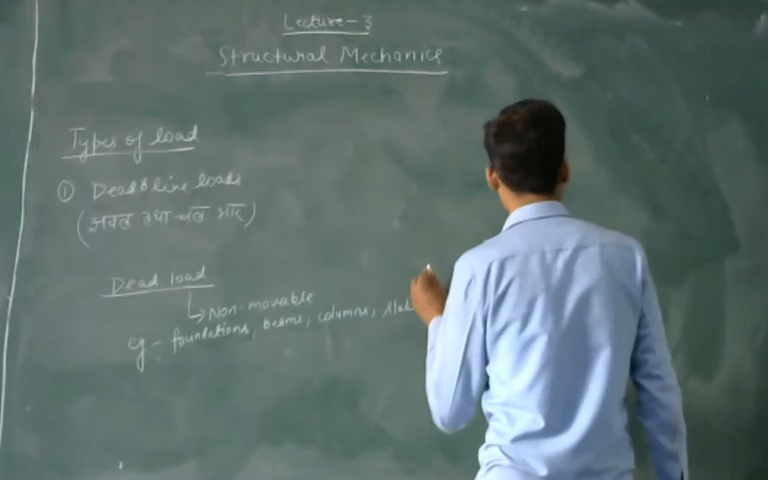 Lecture-3
Structural Mechanics
Types of load
① Dead & live loads
(अचल तथा चल भार)
Dead load
↳ Non-movable
eg - foundations, beams, columns, slab